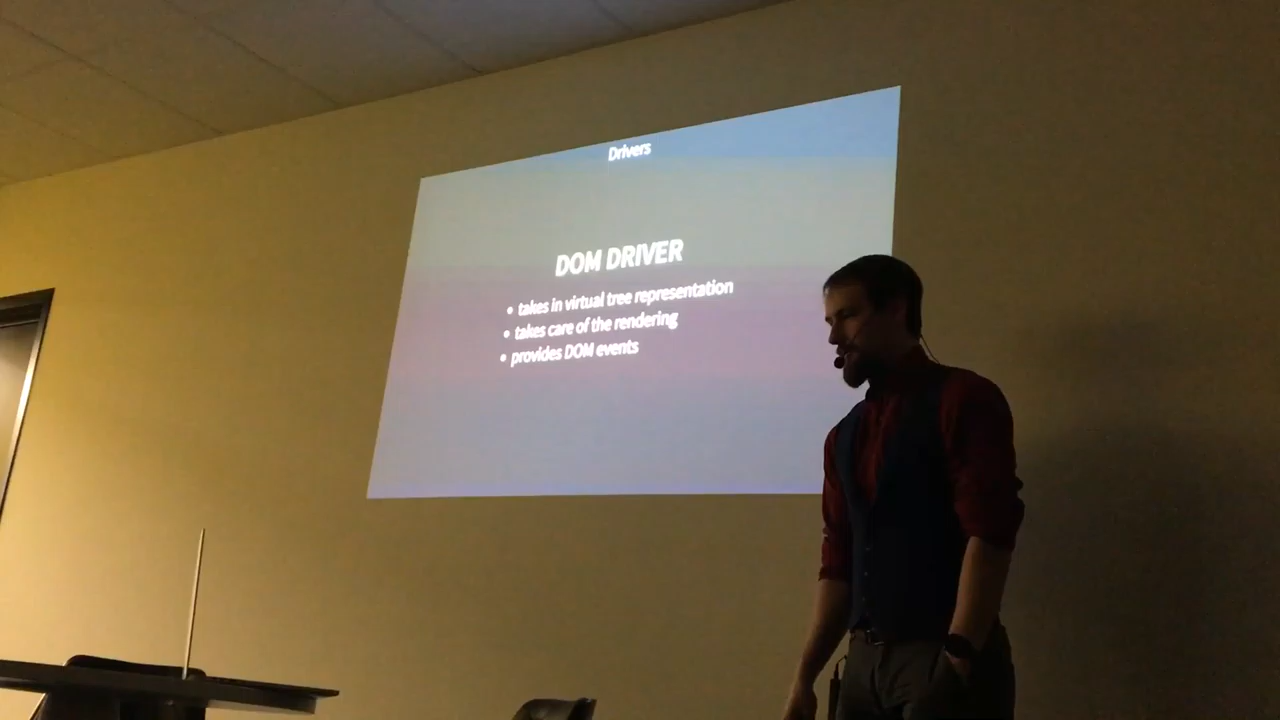 Drivers
DOM DRIVER
• takes in virtual tree representation
• takes care of the rendering
• provides DOM events